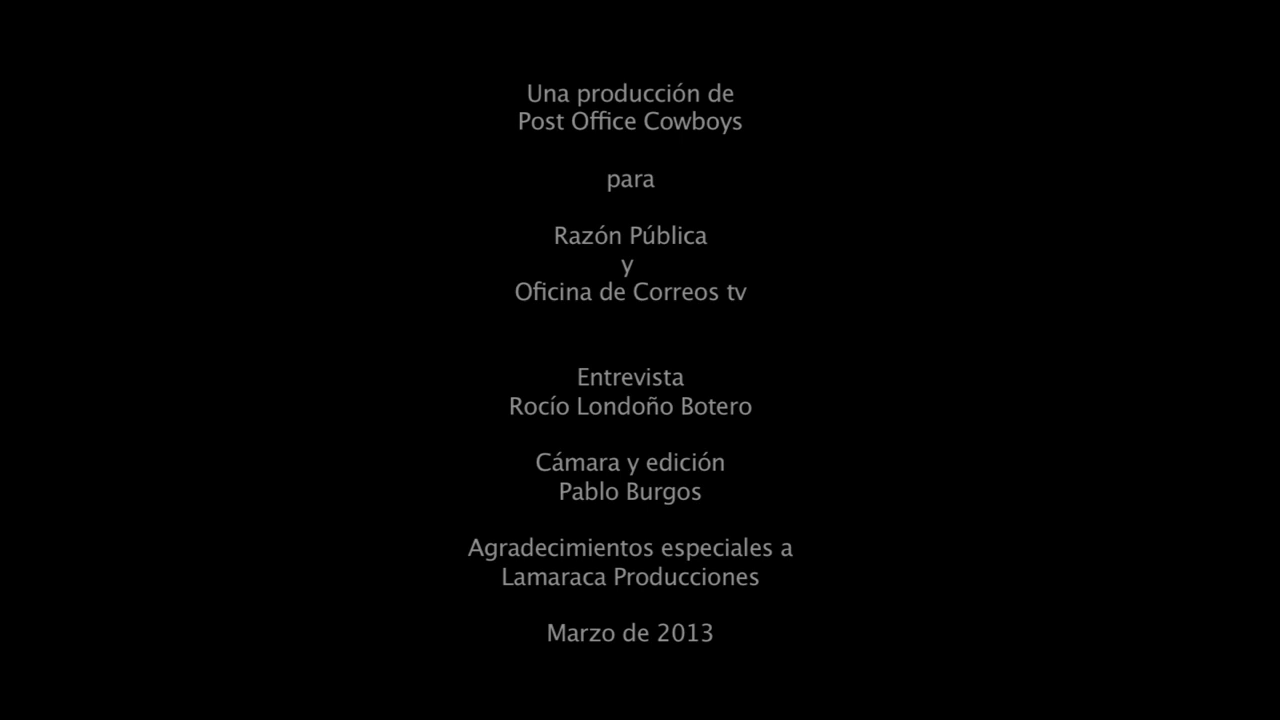 Una producción de
Post Office Cowboys
para
Razón Pública
y
Oficina de Correos tv
Entrevista
Rocío Londoño Botero
Cámara y edición
Pablo Burgos
Agradecimientos especiales a
Lamaraca Producciones
Marzo de 2013